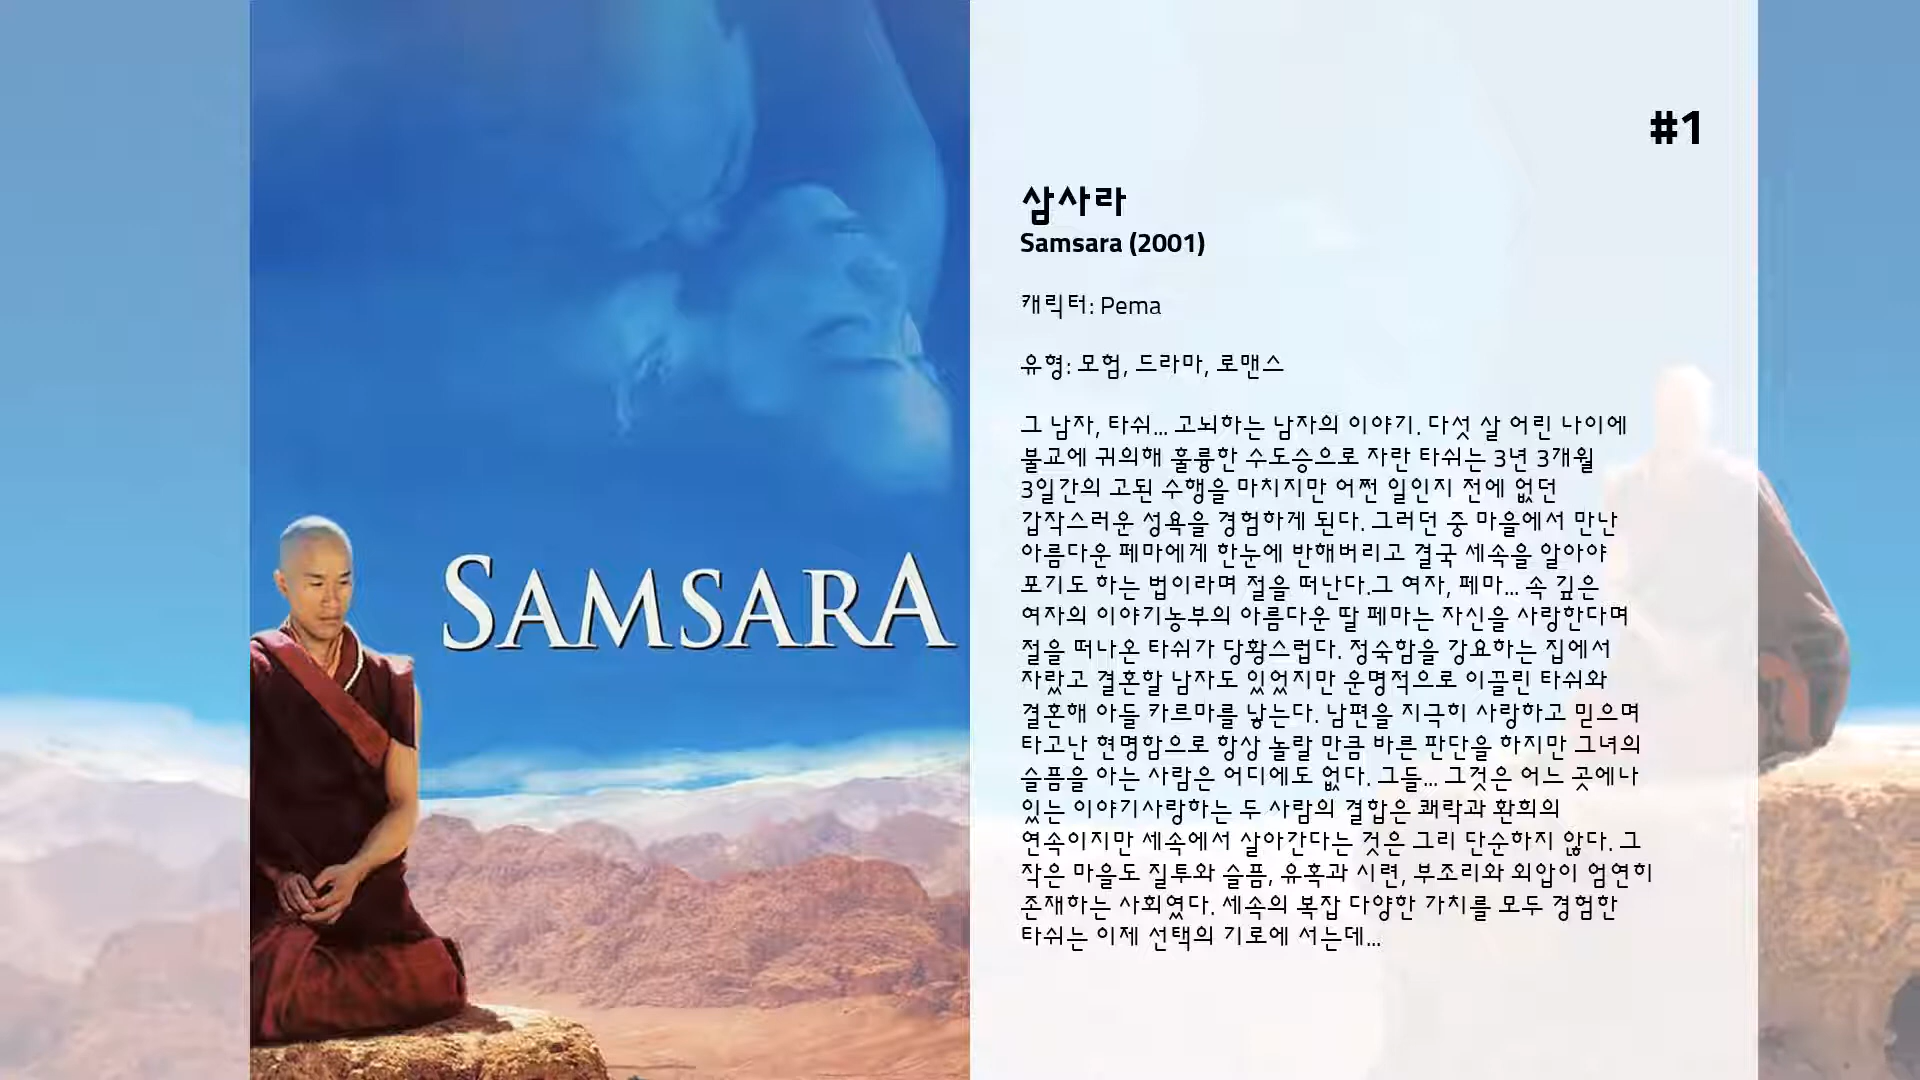 SAMSARA
#1
삼사라
Samsara (2001)
캐릭터: Pema
유형: 모험, 드라마, 로맨스
그 남자, 타쉬... 고뇌하는 남자의 이야기. 다섯 살 어린 나이에
불교에 귀의해 훌륭한 수도승으로 자란 타쉬는 3년 3개월
3일간의 고된 수행을 마치지만 어쩐 일인지 전에 없던
갑작스러운 성욕을 경험하게 된다. 그러던 중 마을에서 만난
아름다운 페마에게 한눈에 반해버리고 결국 세속을 알아야
포기도 하는 법이라며 절을 떠난다.그 여자, 페마... 속 깊은
여자의 이야기농부의 아름다운 딸 페마는 자신을 사랑한다며
절을 떠나온 타쉬가 당황스럽다. 정숙함을 강요하는 집에서
자랐고 결혼할 남자도 있었지만 운명적으로 이끌린 타쉬와
결혼해 아들 카르마를 낳는다. 남편을 지극히 사랑하고 믿으며
타고난 현명함으로 항상 놀랄 만큼 바른 판단을 하지만 그녀의
슬픔을 아는 사람은 어디에도 없다. 그들... 그것은 어느 곳에나
있는 이야기사랑하는 두 사람의 결합은 쾌락과 환희의
연속이지만 세속에서 살아간다는 것은 그리 단순하지 않다. 그
작은 마을도 질투와 슬픔, 유혹과 시련, 부조리와 외압이 엄연히
존재하는 사회였다. 세속의 복잡 다양한 가치를 모두 경험한
타쉬는 이제 선택의 기로에 서는데...